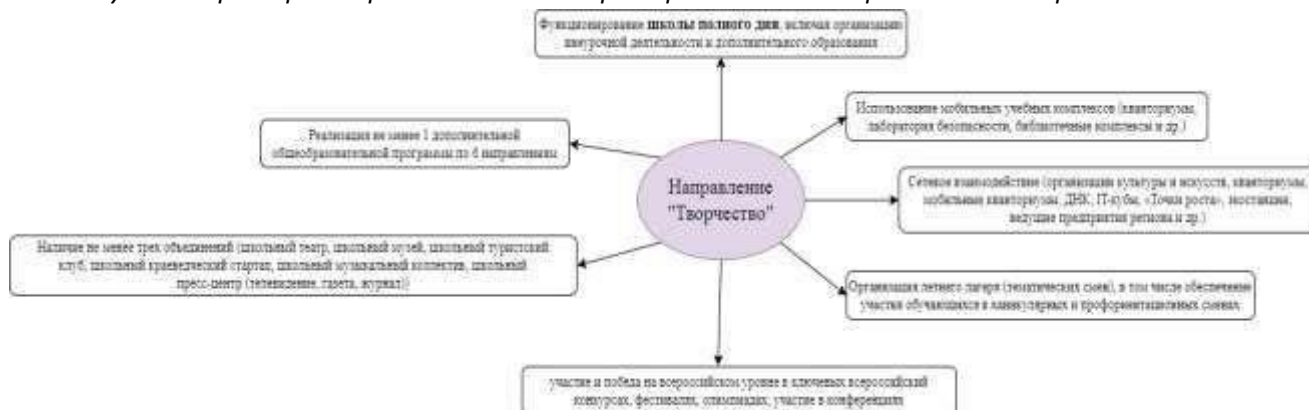 Функционирование школы полного дня, включая организацию
внеурочной деятельности и дополнительного образования
Использование мобильных учебных комплексов (кванториумы,
лаборатория безопасности, библиотечные комплексы и др.)
Реализация не менее 1 дополнительной
общеобразовательной программы по 6 направлениям
Направление
"Творчество"
Сетевое взаимодействие (организации культуры и искусств, кванториумы,
мобильные кванториумы, ДНК, IT-кубы, «Точки роста», экостанции,
ведущие предприятия региона и др.)
Наличие не менее трех объединений (школьный театр, школьный музей, школьный туристский
клуб, школьный краеведческий стартап, школьный музыкальный коллектив, школьный
пресс-центр (телевидение, газета, журнал))
Организация летнего лагеря (тематических смен), в том числе обеспечение
участия обучающихся в каникулярных и профориентационных сменах
участие и победа на всероссийском уровне в ключевых всероссийский
конкурсах, фестивалях, олимпиадах, участие в конференциях